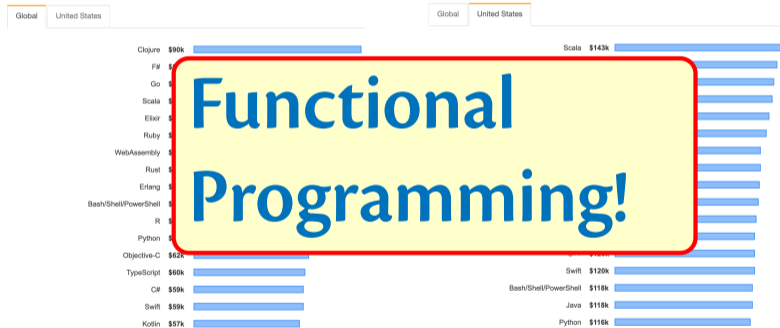 Global United States
Clojure $90k
F#
Go
Scala
Elixir
Ruby
WebAssembly
Rust
Erlang
Bash/Shell/PowerShell
R
Python
Objective-C $62k
TypeScript $60k
C# $59k
Swift $59k
Kotlin $57k
Functional
Programming!
Global United States
Scala $143k
Swift $120k
Bash/Shell/PowerShell $118k
Java $118k
Python $116k